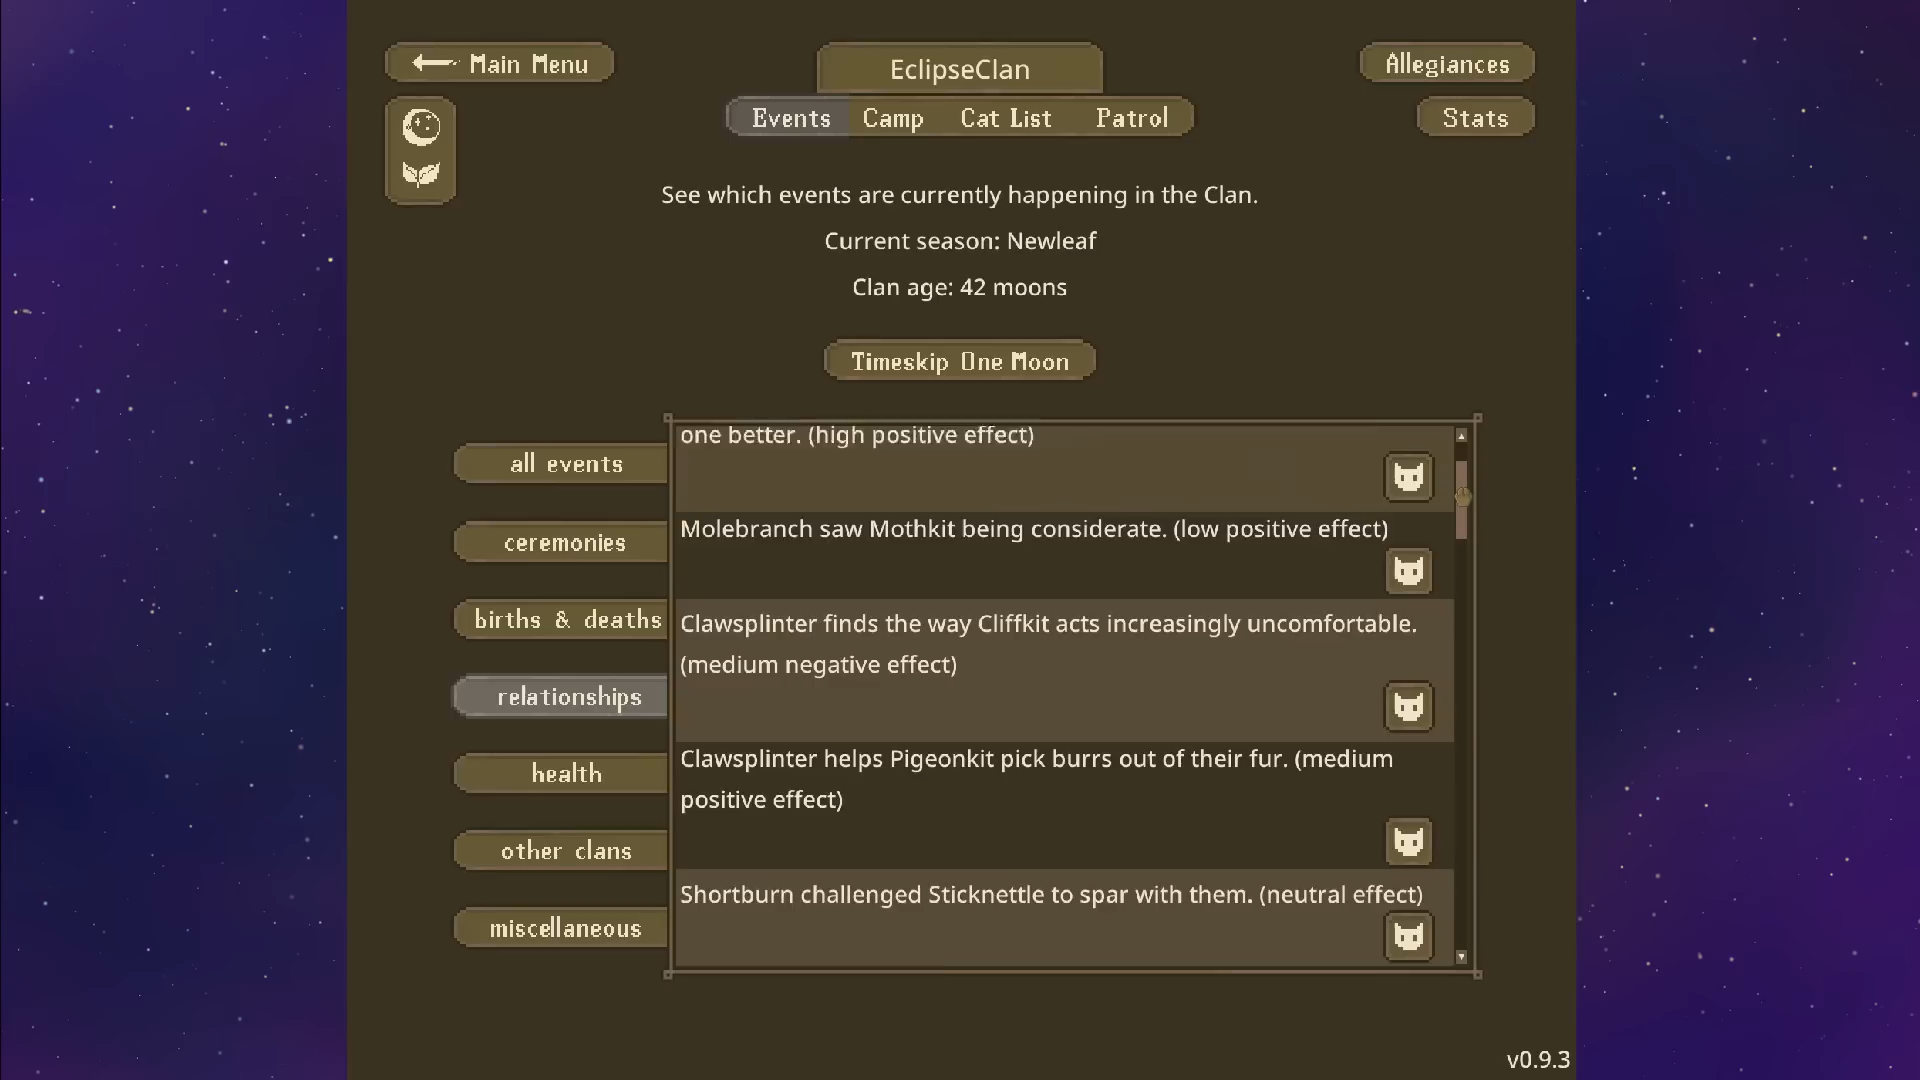 Main Menu
EclipseClan
Allegiances
Events
Camp
Cat List
Patrol
Stats
See which events are currently happening in the Clan.
Current season: Newleaf
Clan age: 42 moons
Timeskip One Moon
all events
ceremonies
births & deaths
relationships
health
other clans
miscellaneous
one better. (high positive effect)
Molebranch saw Mothkit being considerate. (low positive effect)
Clawsplinter finds the way Cliffkit acts increasingly uncomfortable.
(medium negative effect)
Clawsplinter helps Pigeonkit pick burrs out of their fur. (medium
positive effect)
Shortburn challenged Sticknettle to spar with them. (neutral effect)
v0.9.3